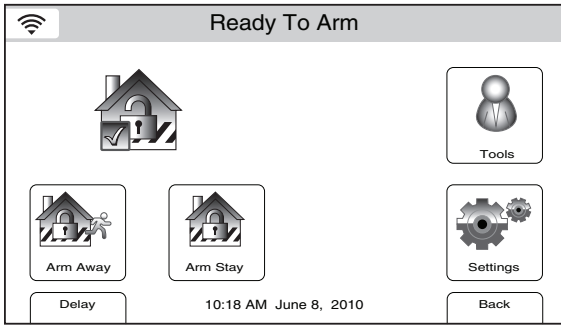 Ready To Arm
Tools
Arm Away
Arm Stay
Settings
Delay
10:18 AM June 8, 2010
Back